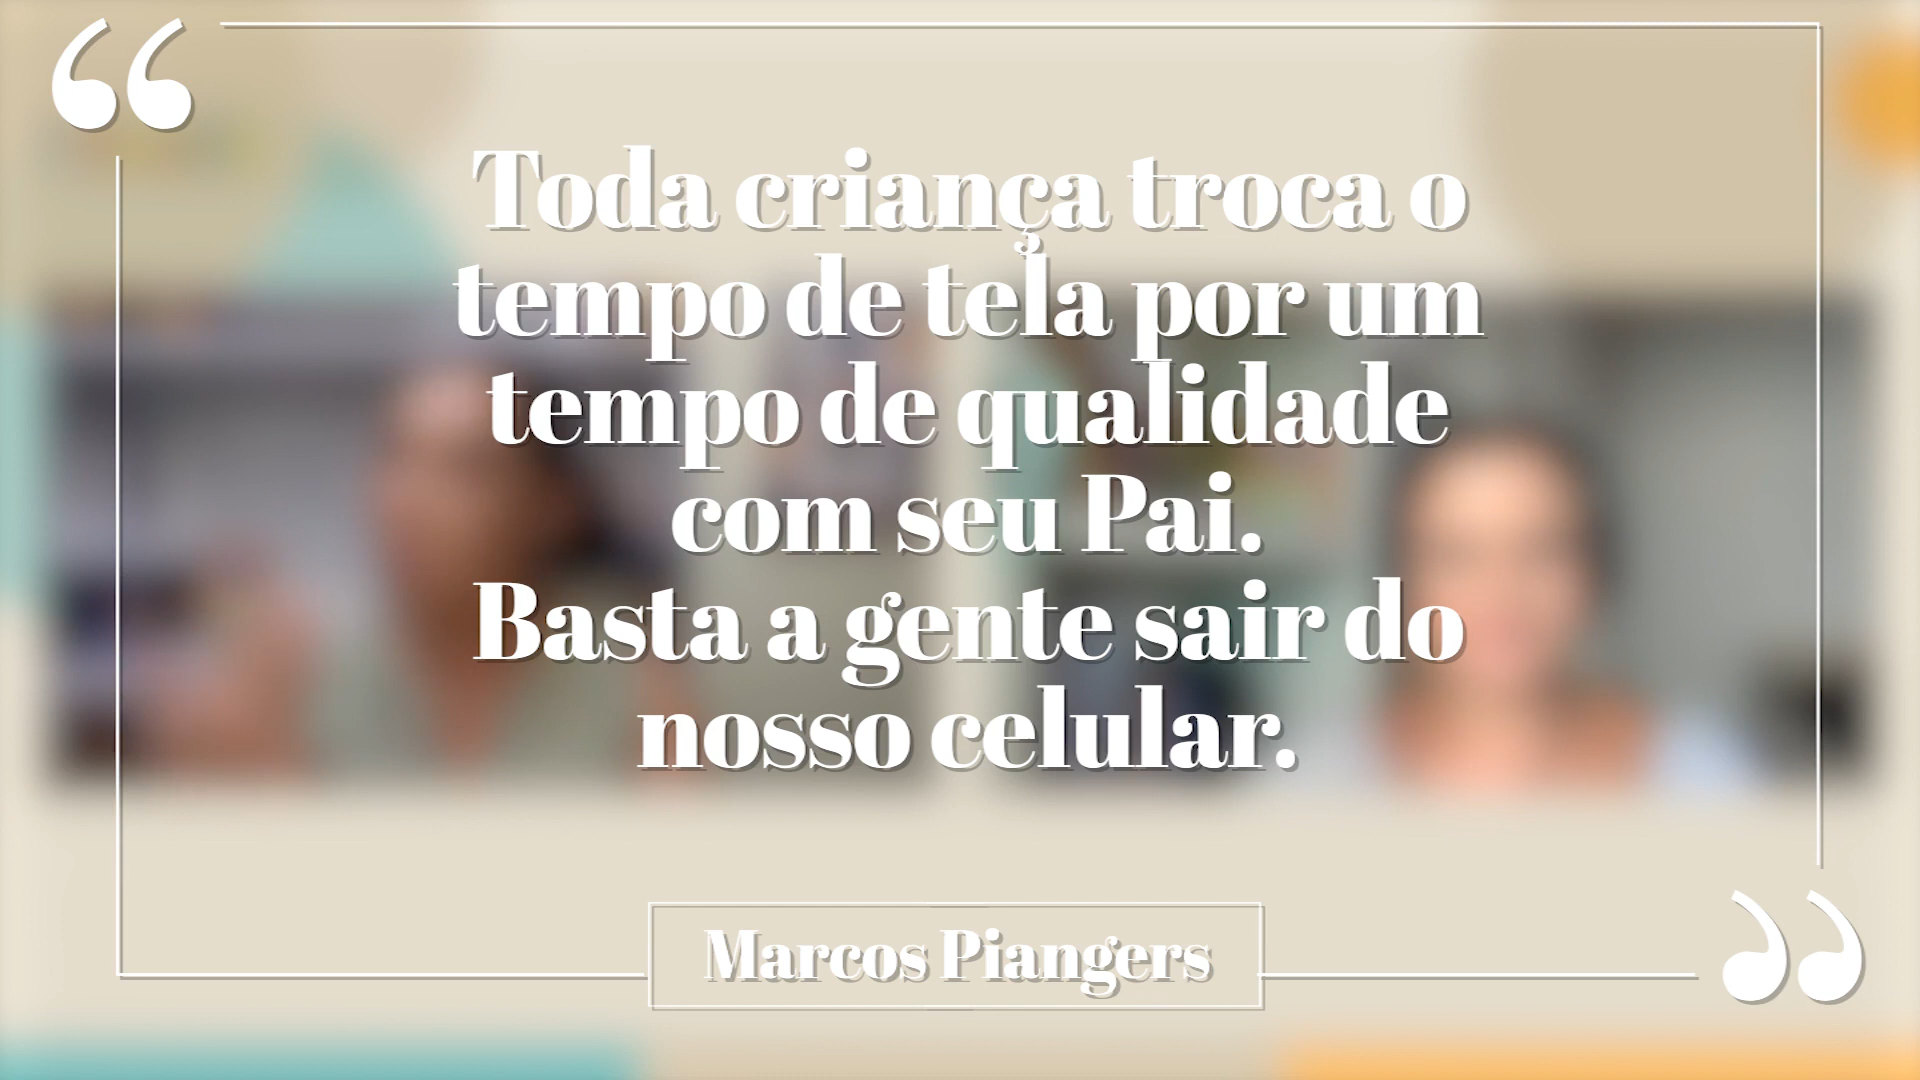 Toda criança troca o
tempo de tela por um
tempo de qualidade
com seu Pai.
Basta a gente sair do
nosso celular.
Marcos Piangers